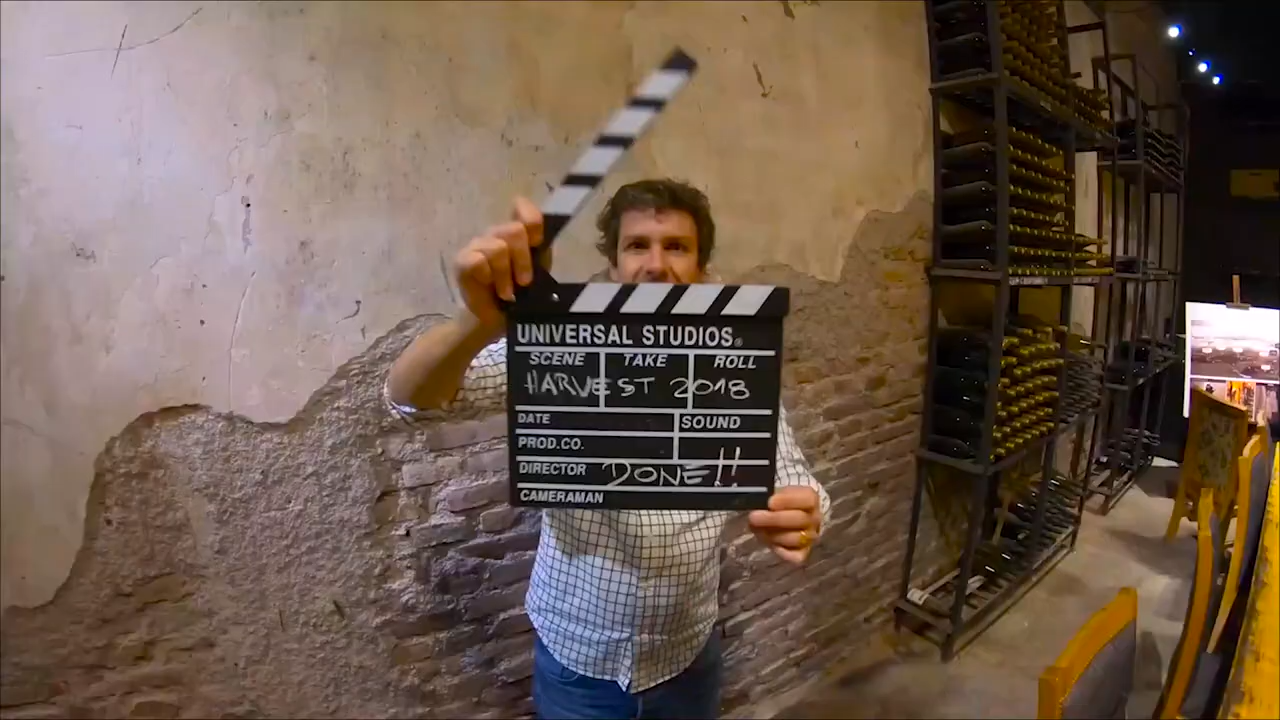 UNIVERSAL STUDIOS®
SCENE TAKE ROLL
HARVEST 2018
DATE SOUND
PROD.CO.
DIRECTOR DONE!!
CAMERAMAN